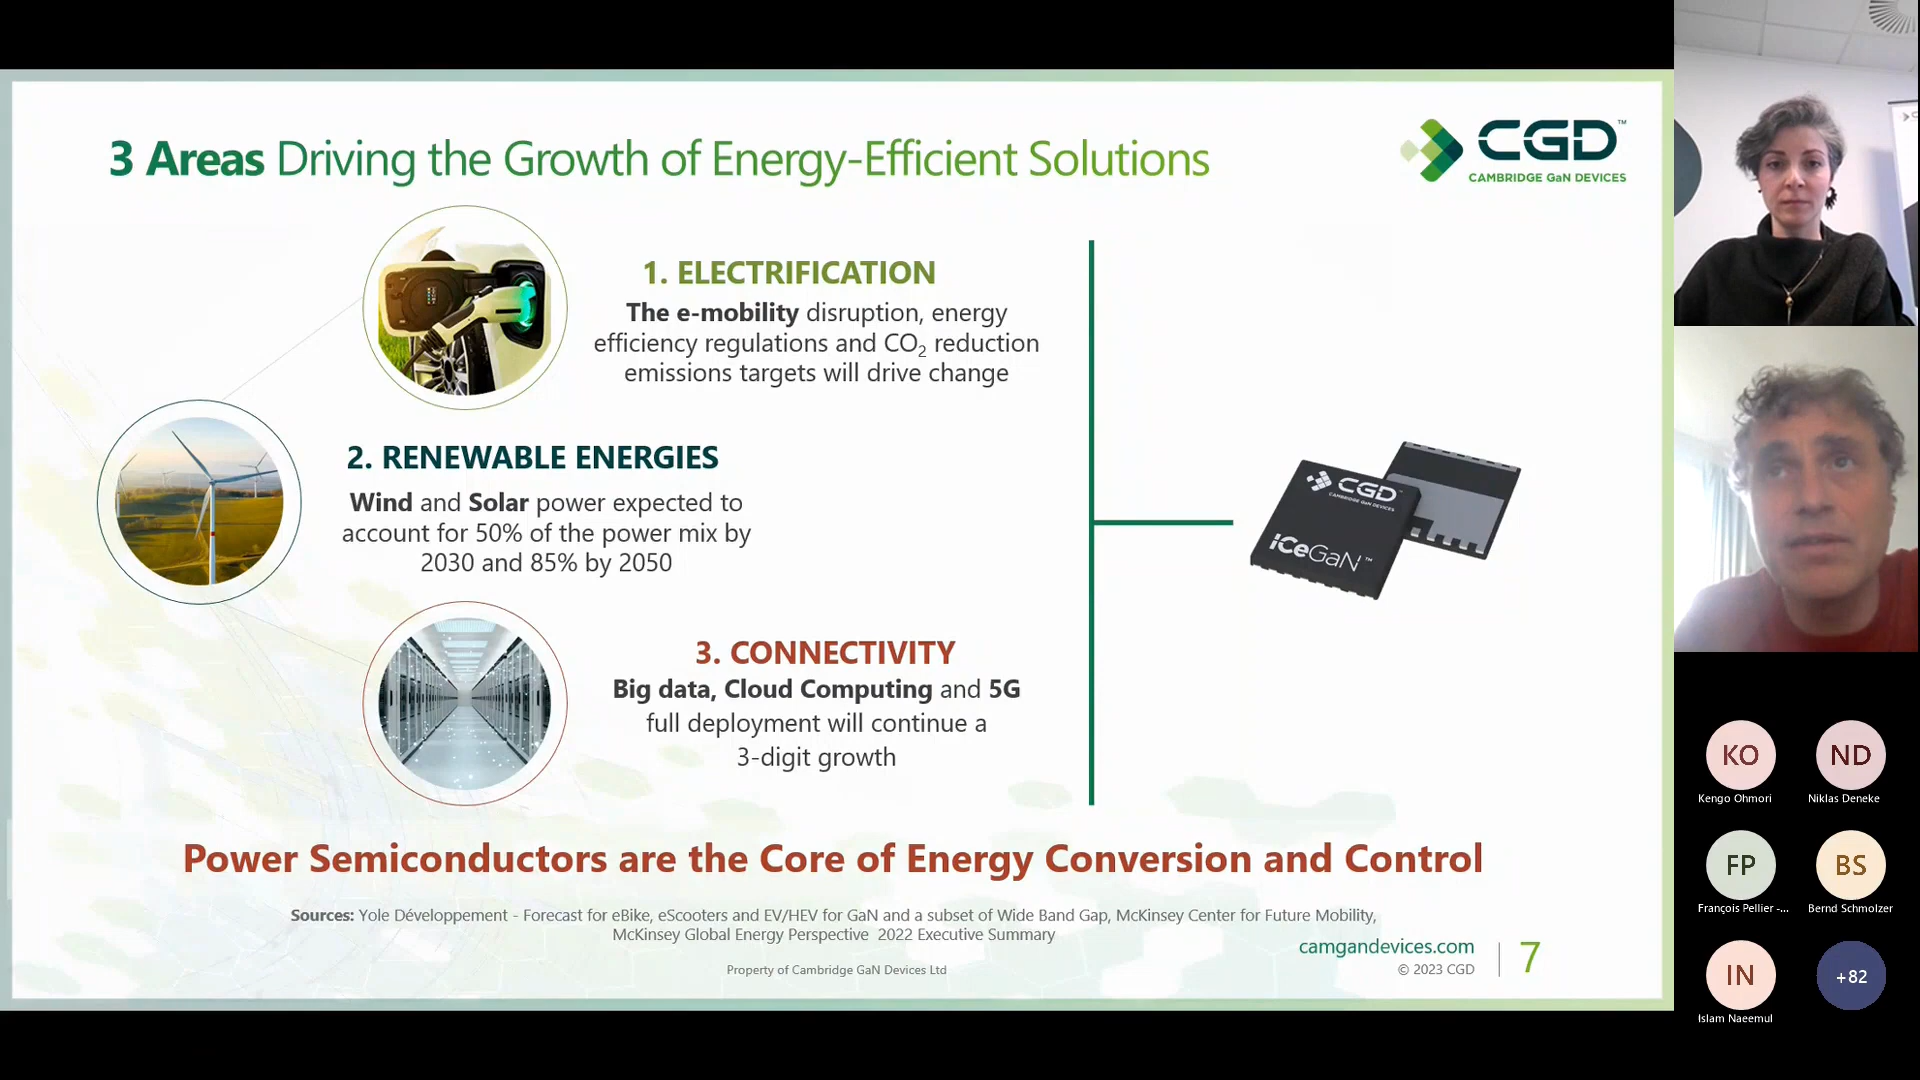 3 Areas Driving the Growth of Energy-Efficient Solutions
CGD™
CAMBRIDGE GaN DEVICES
1. ELECTRIFICATION
The e-mobility disruption, energy
efficiency regulations and CO₂ reduction
emissions targets will drive change
2. RENEWABLE ENERGIES
Wind and Solar power expected to
account for 50% of the power mix by
2030 and 85% by 2050
3. CONNECTIVITY
Big data, Cloud Computing and 5G
full deployment will continue a
3-digit growth
CGD
CAMBRIDGE GaN DEVICES
iCeGaN™
Power Semiconductors are the Core of Energy Conversion and Control
Sources: Yole Développement - Forecast for eBike, eScooters and EV/HEV for GaN and a subset of Wide Band Gap, McKinsey Center for Future Mobility,
McKinsey Global Energy Perspective 2022 Executive Summary
Property of Cambridge GaN Devices Ltd
camgandevices.com
© 2023 CGD
7
KO
Kengo Ohmori
ND
Niklas Deneke
FP
François Pellier -...
BS
Bernd Schmolzer
IN
Islam Naeemul
+82